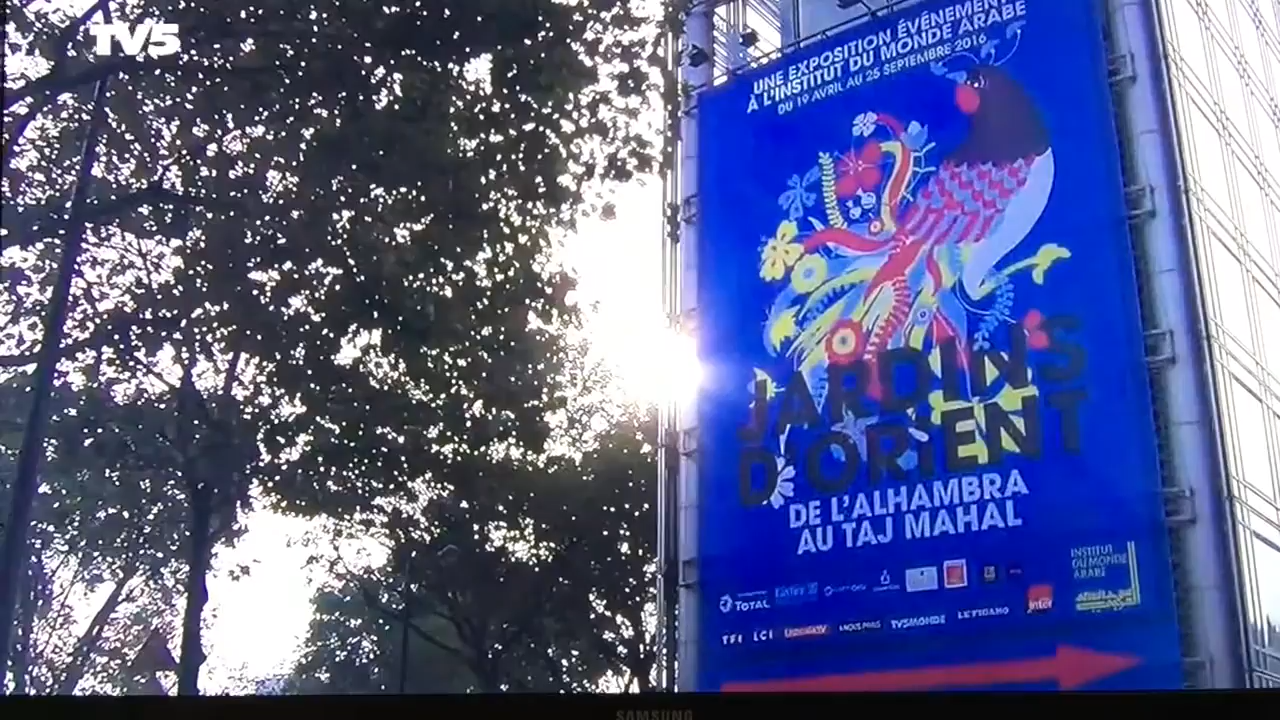 TV5
UNE EXPOSITION ÉVÉNEMENT
À L'INSTITUT DU MONDE ARABE
DU 19 AVRIL AU 25 SEPTEMBRE 2016
JARDINS
D'ORIENT
DE L'ALHAMBRA
AU TAJ MAHAL
INSTITUT
DU MONDE
ARABE
TOTAL
TF1 LCI TV5MONDE LE FIGARO inter
SAMSUNG